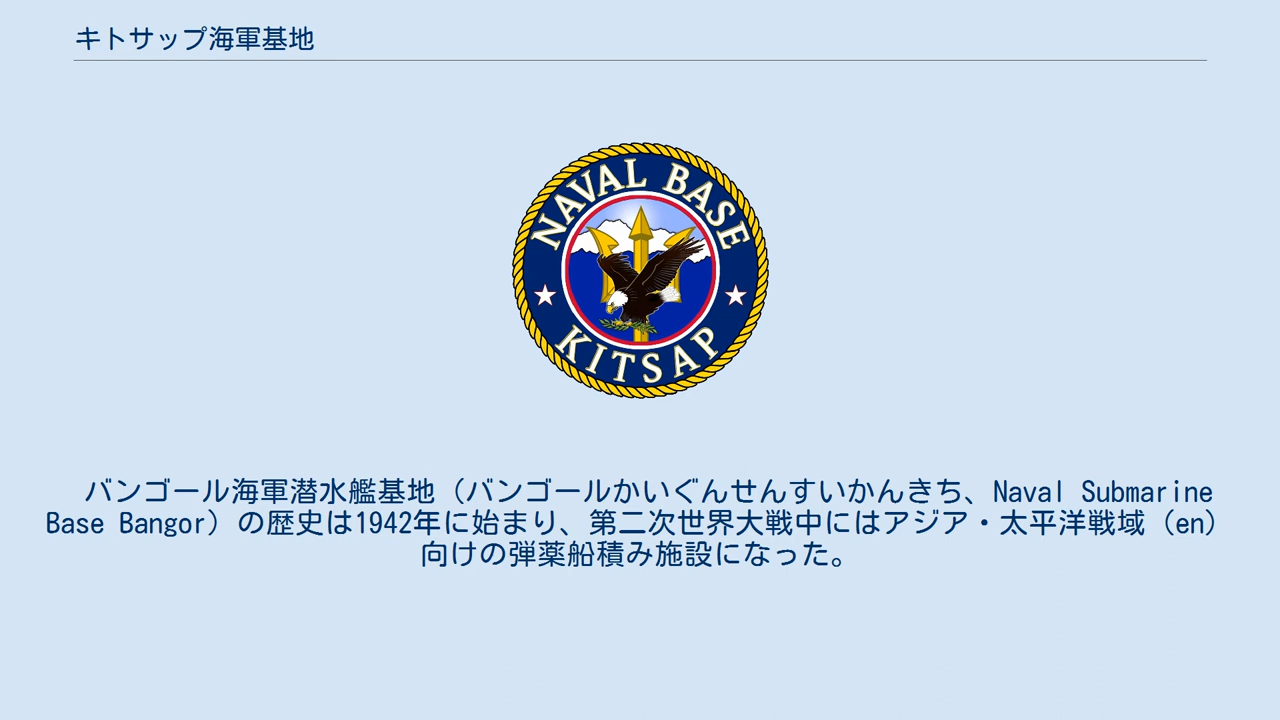 キトサップ海軍基地
NAVAL BASE
KITSAP
バンゴール海軍潜水艦基地（バンゴールかいぐんせんすいかんきち、Naval Submarine
Base Bangor）の歴史は1942年に始まり、第二次世界大戦中にはアジア・太平洋戦域（en）
向けの弾薬船積み施設になった。